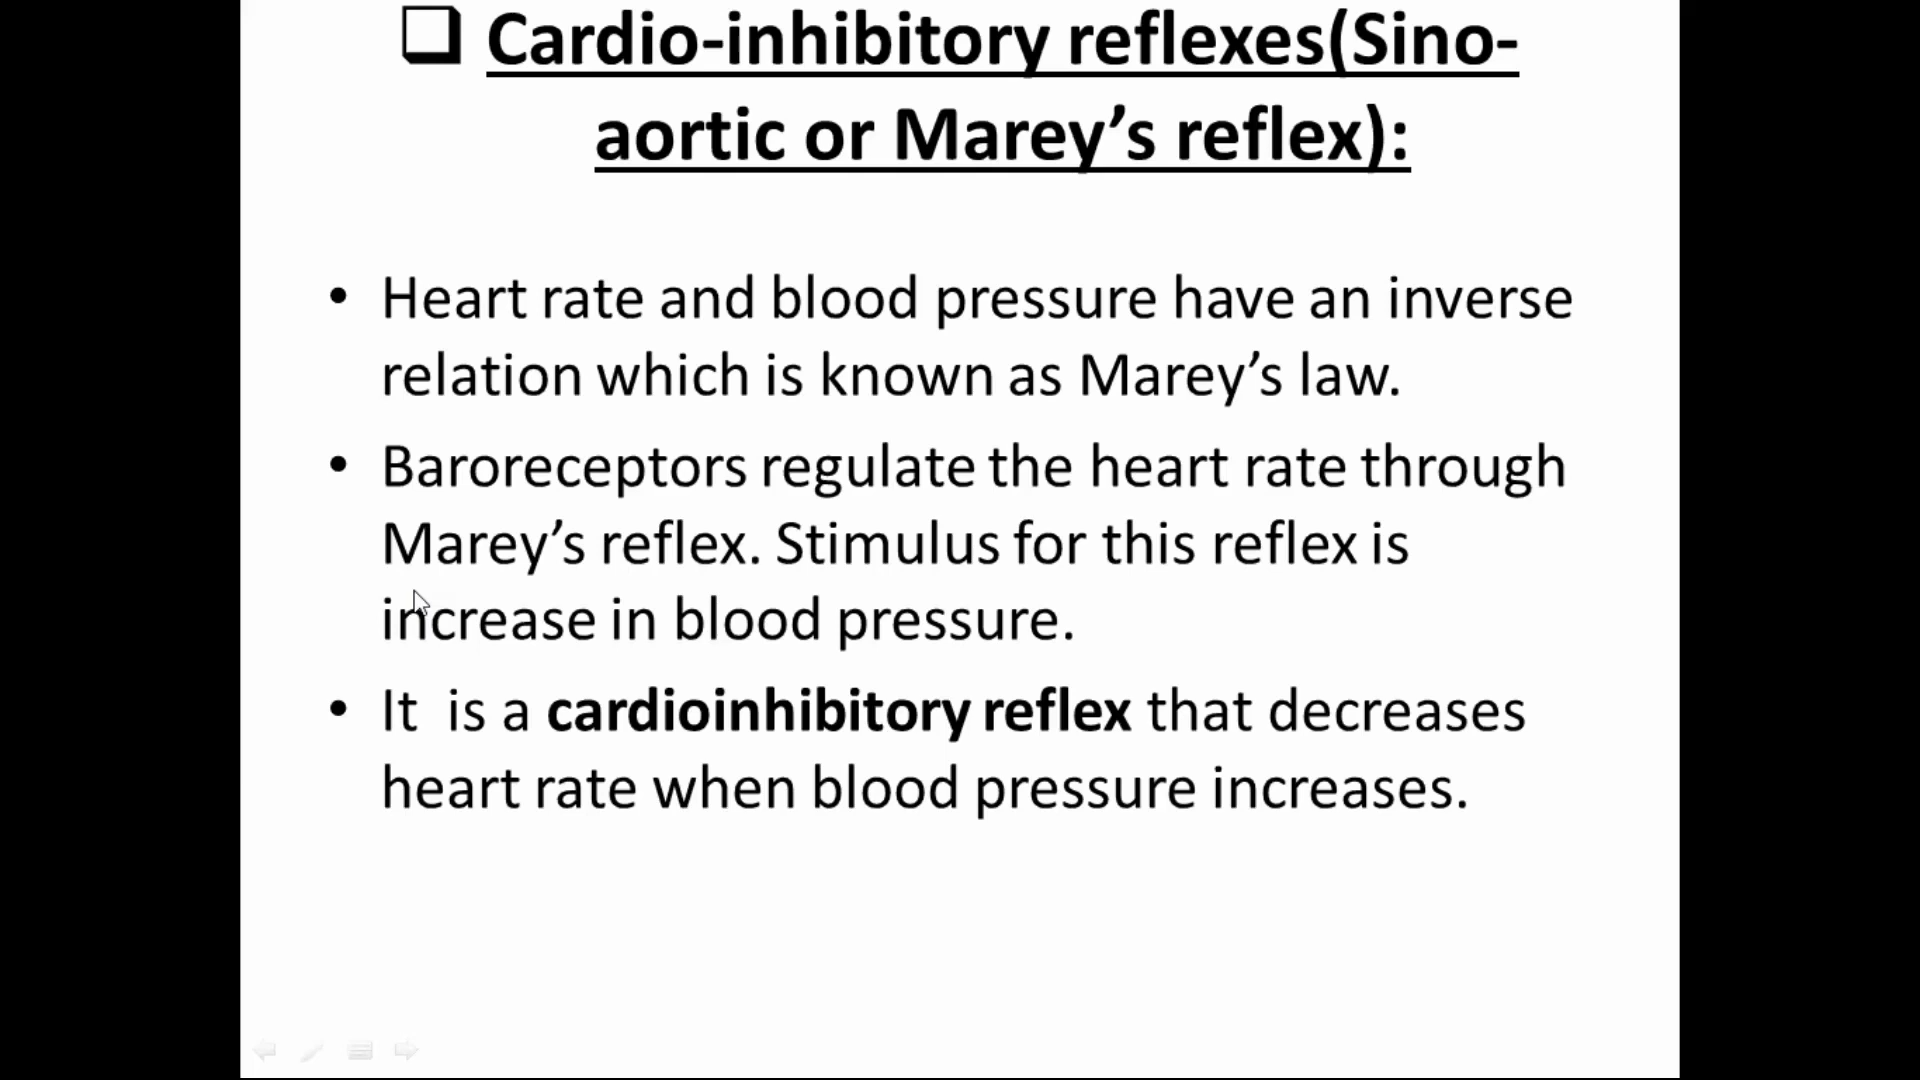 ❑ Cardio-inhibitory reflexes(Sino-
aortic or Marey’s reflex):
• Heart rate and blood pressure have an inverse
relation which is known as Marey’s law.
• Baroreceptors regulate the heart rate through
Marey’s reflex. Stimulus for this reflex is
increase in blood pressure.
• It  is a cardioinhibitory reflex that decreases
heart rate when blood pressure increases.